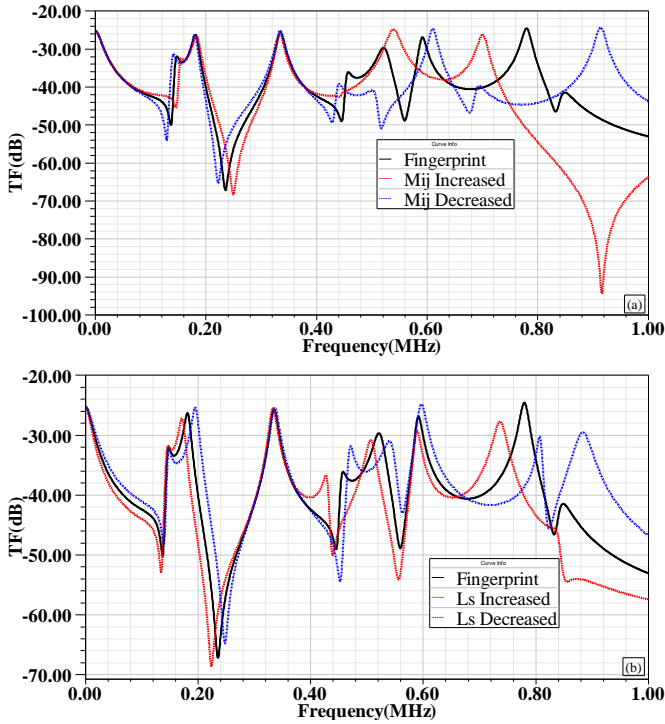 -20.00
-30.00
-40.00
-50.00
-60.00
-70.00
-80.00
-90.00
-100.00
TF(dB)
Curve Info
Fingerprint
Mij Increased
Mij Decreased
(a)
0.00 0.20 0.40 0.60 0.80 1.00
Frequency(MHz)
-20.00
-30.00
-40.00
-50.00
-60.00
-70.00
TF(dB)
Curve Info
Fingerprint
Ls Increased
Ls Decreased
(b)
0.00 0.20 0.40 0.60 0.80 1.00
Frequency(MHz)